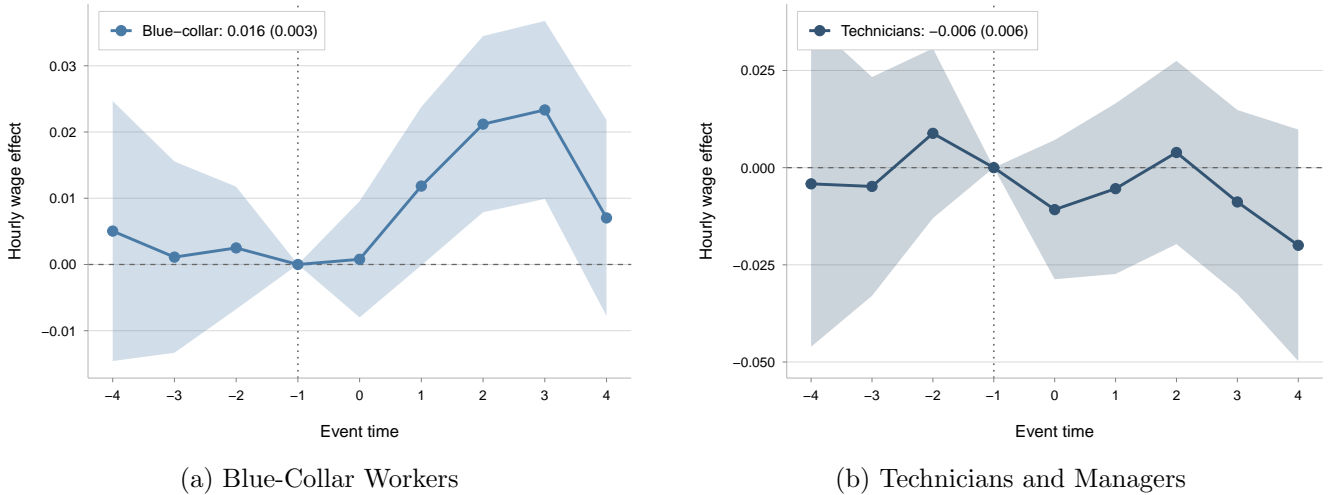 Blue−collar: 0.016 (0.003)
0.03
0.02
0.01
0.00
−0.01
Hourly wage effect
−4 −3 −2 −1 0 1 2 3 4
Event time
(a) Blue-Collar Workers
Technicians: −0.006 (0.006)
0.025
0.000
−0.025
−0.050
Hourly wage effect
−4 −3 −2 −1 0 1 2 3 4
Event time
(b) Technicians and Managers